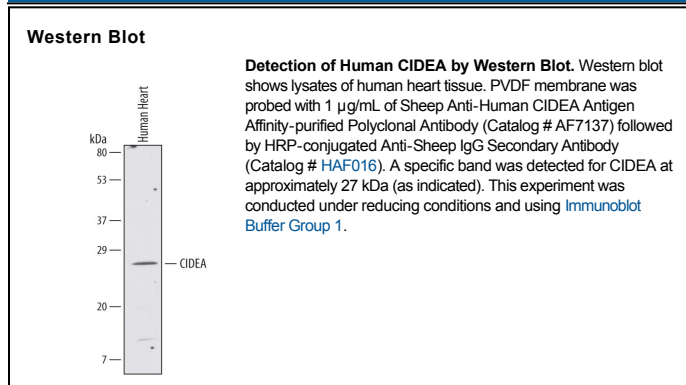 Western Blot
Human Heart
kDa
80
53
37
29
20
7
CIDEA
Detection of Human CIDEA by Western Blot. Western blot
shows lysates of human heart tissue. PVDF membrane was
probed with 1 µg/mL of Sheep Anti-Human CIDEA Antigen
Affinity-purified Polyclonal Antibody (Catalog # AF7137) followed
by HRP-conjugated Anti-Sheep IgG Secondary Antibody
(Catalog # HAF016). A specific band was detected for CIDEA at
approximately 27 kDa (as indicated). This experiment was
conducted under reducing conditions and using Immunoblot
Buffer Group 1.